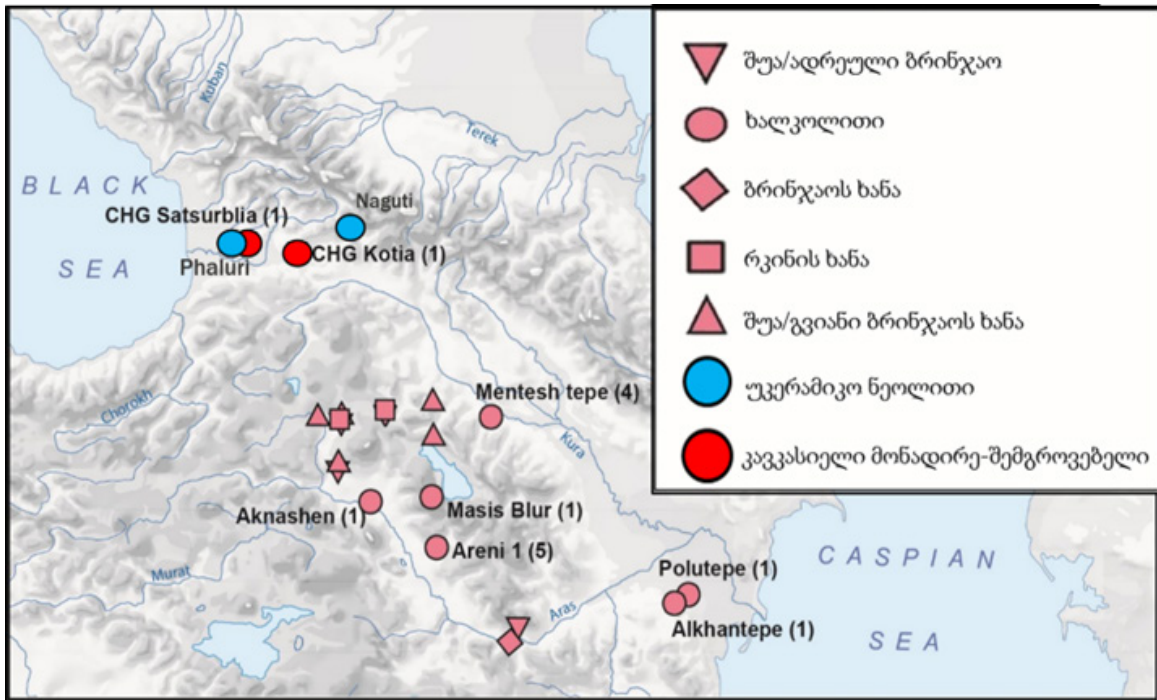 Kuban
Terek
BLACK
SEA
Naguti
CHG Satsurblia (1)
CHG Kotia (1)
Phaluri
Chorokh
Mentesh tepe (4)
Kura
Aknashen (1)
Masis Blur (1)
Areni 1 (5)
Murat
Aras
Polutepe (1)
Alkhantepe (1)
CASPIAN
SEA
შუა/ადრეული ბრინჯაო
ხალკოლითი
ბრინჯაოს ხანა
რკინის ხანა
შუა/გვიანი ბრინჯაოს ხანა
უკერამიკო ნეოლითი
კავკასიელი მონადირე-შემგროვებელი